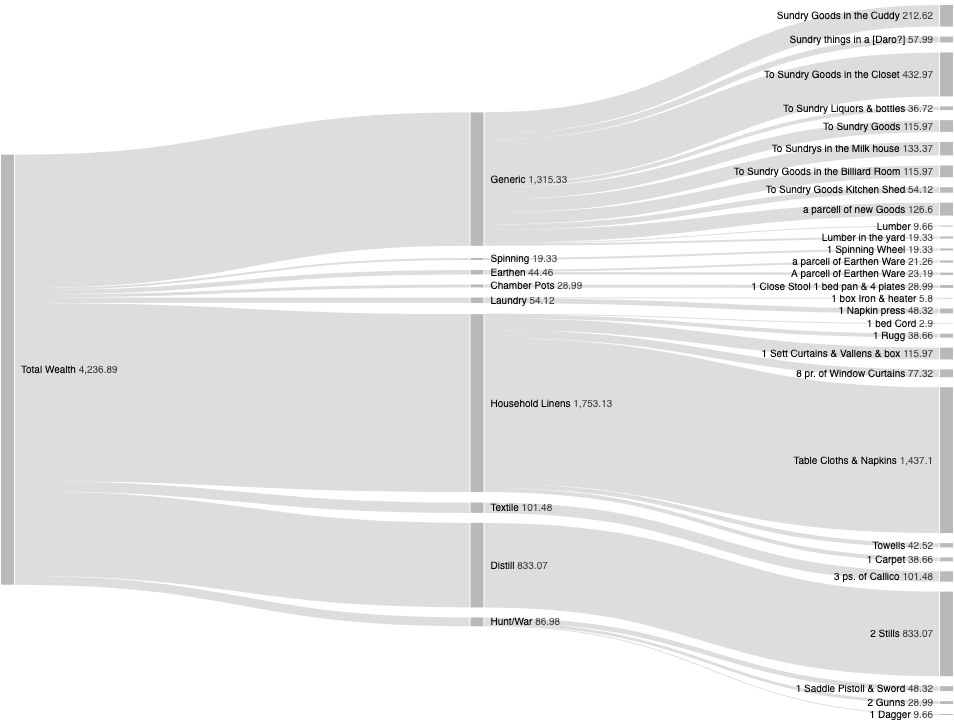 Total Wealth 4,236.89
Generic 1,315.33
Spinning 19.33
Earthen 44.46
Chamber Pots 28.99
Laundry 54.12
Household Linens 1,753.13
Textile 101.48
Distill 833.07
Hunt/War 86.98
Sundry Goods in the Cuddy 212.62
Sundry things in a [Daro?] 57.99
To Sundry Goods in the Closet 432.97
To Sundry Liquors & bottles 36.72
To Sundry Goods 115.97
To Sundrys in the Milk house 133.37
To Sundry Goods in the Billiard Room 115.97
To Sundry Goods Kitchen Shed 54.12
a parcell of new Goods 126.6
Lumber 9.66
Lumber in the yard 19.33
1 Spinning Wheel 19.33
a parcell of Earthen Ware 21.26
A parcell of Earthen Ware 23.19
1 Close Stool 1 bed pan & 4 plates 28.99
1 box Iron & heater 5.8
1 Napkin press 48.32
1 bed Cord 2.9
1 Rugg 38.66
1 Sett Curtains & Vallens & box 115.97
8 pr. of Window Curtains 77.32
Table Cloths & Napkins 1,437.1
Towells 42.52
1 Carpet 38.66
3 ps. of Callico 101.48
2 Stills 833.07
1 Saddle Pistoll & Sword 48.32
2 Gunns 28.99
1 Dagger 9.66